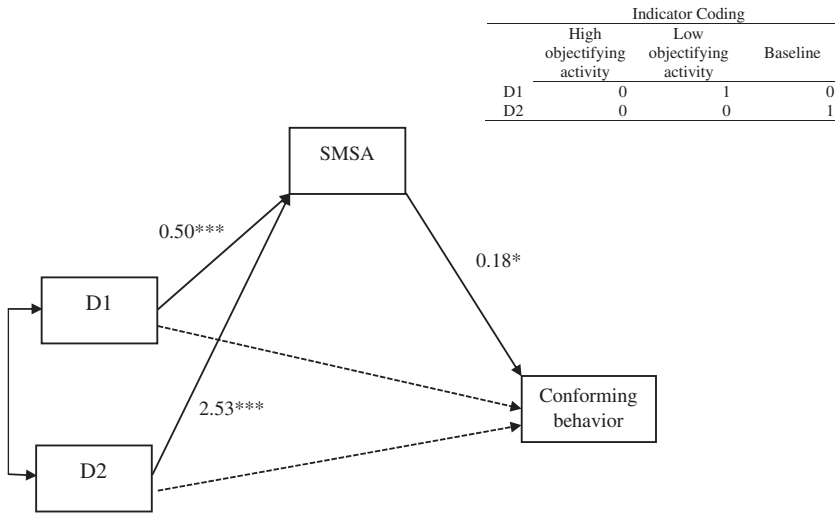 Indicator Coding
High objectifying activity
Low objectifying activity
Baseline
D1 0 1 0
D2 0 0 1
SMSA
0.50***
0.18*
D1
2.53***
Conforming
behavior
D2